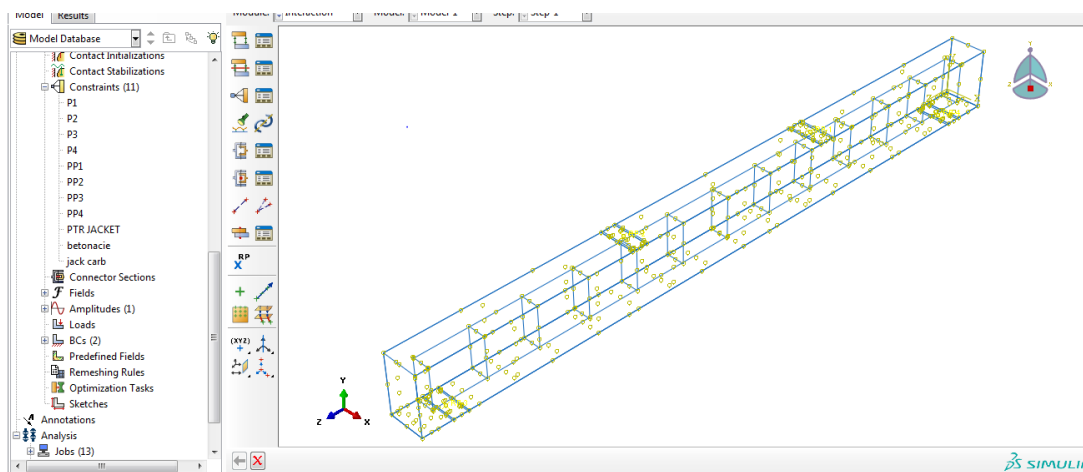 Model Results
Module: Interaction Model: Model-1 Step: Step-1
Model Database
Contact Initializations
Contact Stabilizations
Constraints (11)
P1
P2
P3
P4
PP1
PP2
PP3
PP4
PTR JACKET
betonacie
jack carb
Connector Sections
Fields
Amplitudes (1)
Loads
BCs (2)
Predefined Fields
Remeshing Rules
Optimization Tasks
Sketches
Annotations
Analysis
Jobs (13)
RP
(XYZ)
Y
Z
X
Y
Z
X
SIMULI